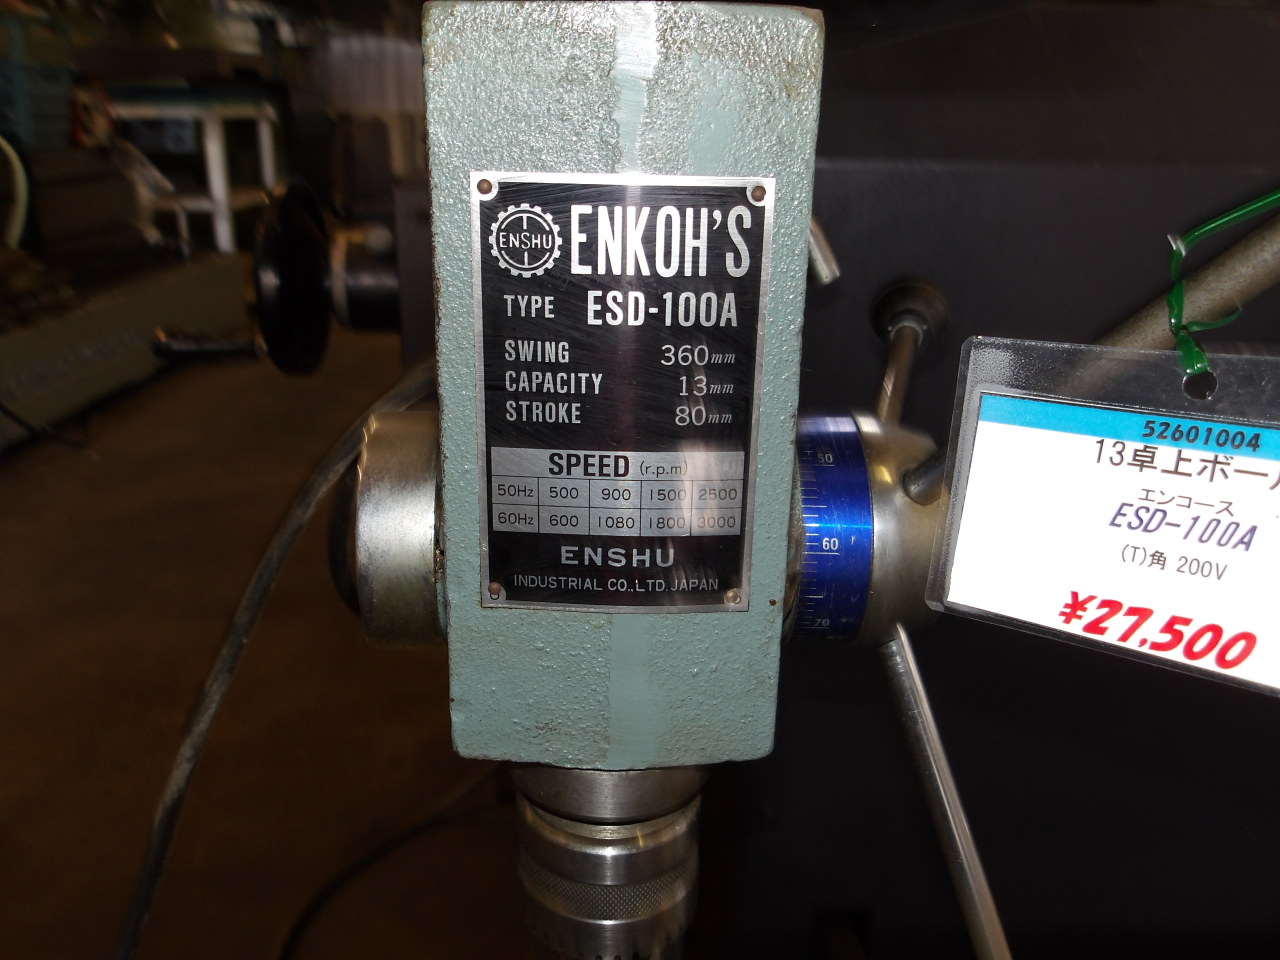 ENSHU
ENKOH'S
TYPE ESD-100A
SWING 360mm
CAPACITY 13mm
STROKE 80mm
SPEED (r.p.m)
50Hz 500 900 1500 2500
60Hz 600 1080 1800 3000
ENSHU
INDUSTRIAL CO.,LTD.JAPAN
50
60
70
52601004
13卓上ボー
エンコース
ESD-100A
(T)角 200V
¥27,500